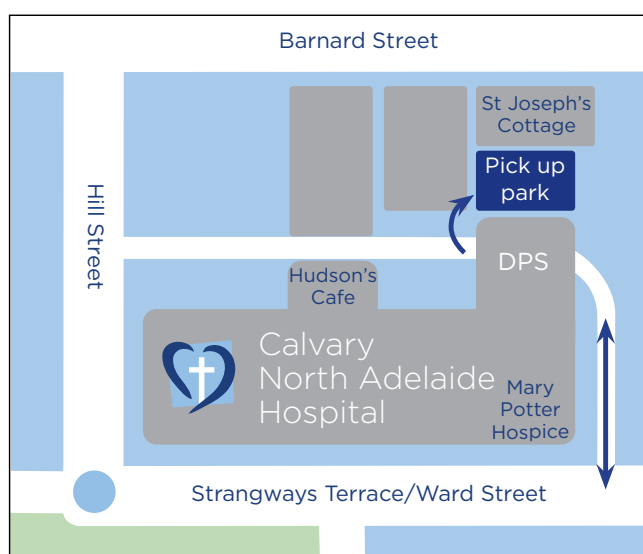 Barnard Street
St Joseph's
Cottage
Pick up
park
Hill Street
DPS
Hudson's
Cafe
Calvary
North Adelaide
Hospital
Mary
Potter
Hospice
Strangways Terrace/Ward Street